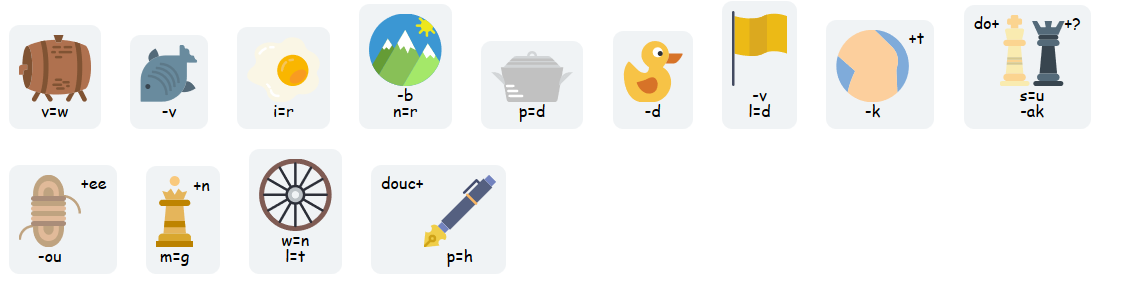 v=w
-v
i=r
-b
n=r
p=d
-d
-v
l=d
+t
-k
do+ +?
s=u
-ak
+ee
-ou
+n
m=g
w=n
l=t
douc+
p=h